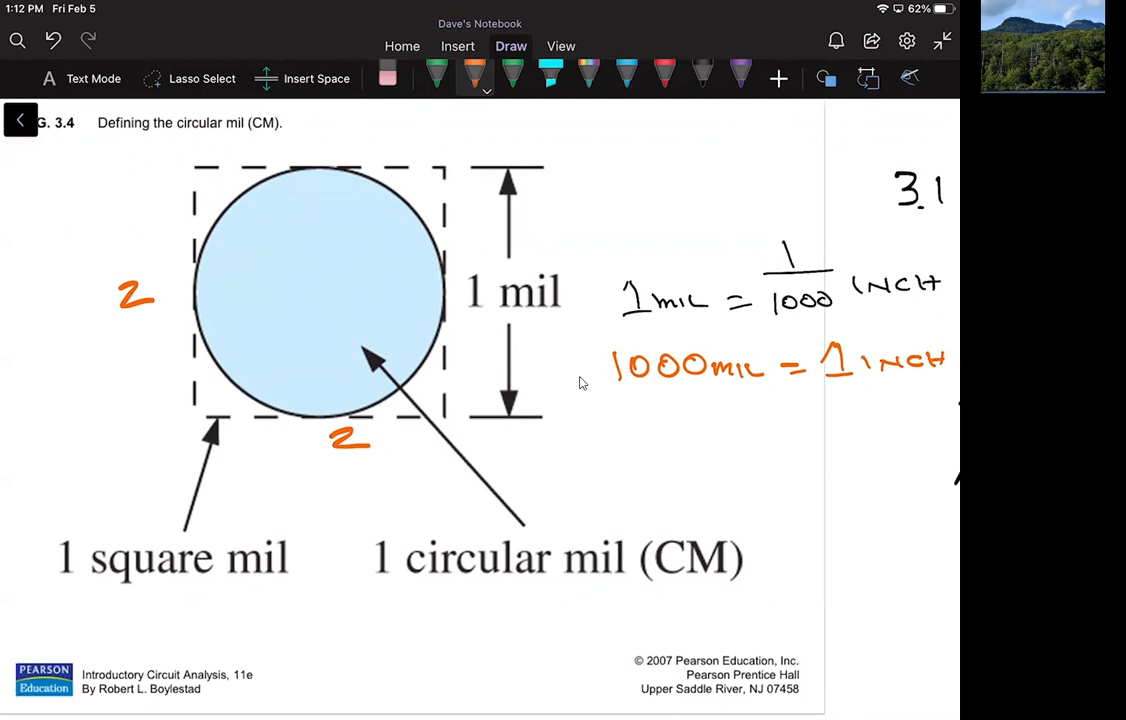 1:12 PM Fri Feb 5
62%
Dave's Notebook
Home Insert Draw View
Text Mode Lasso Select Insert Space
G. 3.4 Defining the circular mil (CM).
3.1
1 mil
1 MIL = 1/1000 INCH
2
1000 MIL = 1 INCH
2
1 square mil 1 circular mil (CM)
PEARSON
Education
Introductory Circuit Analysis, 11e
By Robert L. Boylestad
© 2007 Pearson Education, Inc.
Pearson Prentice Hall
Upper Saddle River, NJ 07458